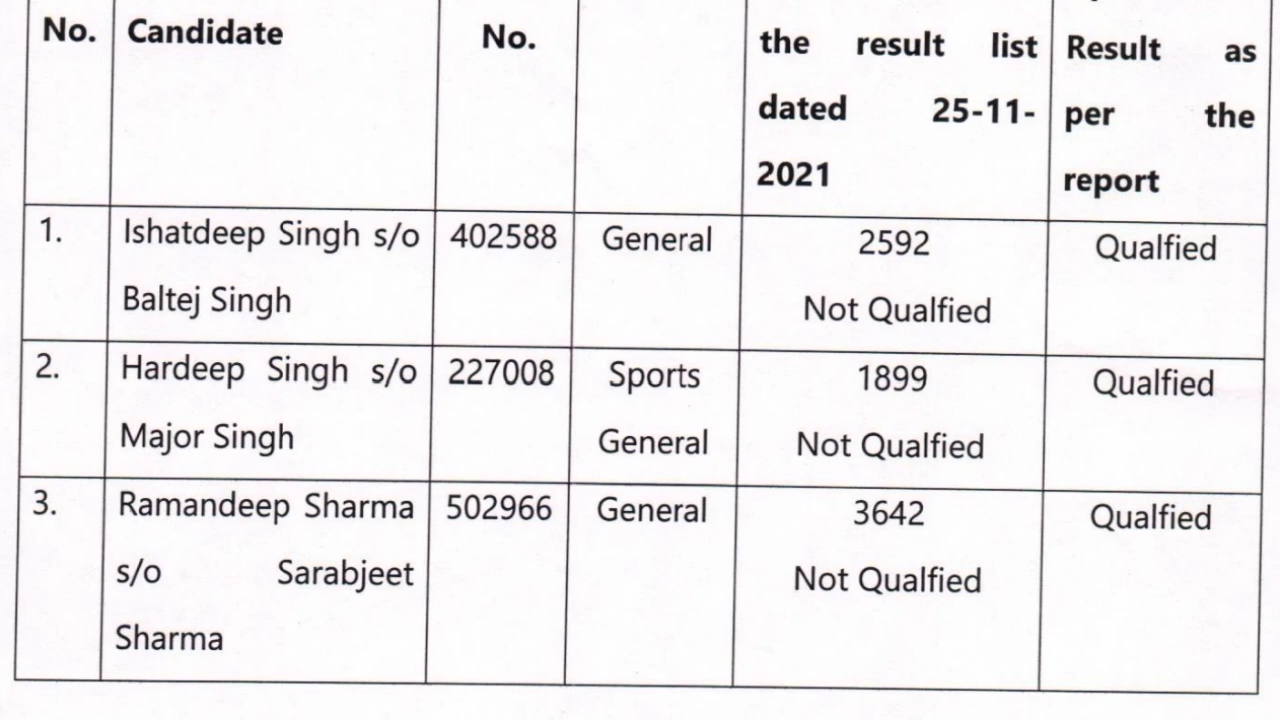 No. Candidate No. the result list Result as
dated 25-11- per the
2021 report
1. Ishatdeep Singh s/o 402588 General 2592 Qualfied
Baltej Singh Not Qualfied
2. Hardeep Singh s/o 227008 Sports 1899 Qualfied
Major Singh General Not Qualfied
3. Ramandeep Sharma 502966 General 3642 Qualfied
s/o Sarabjeet Not Qualfied
Sharma